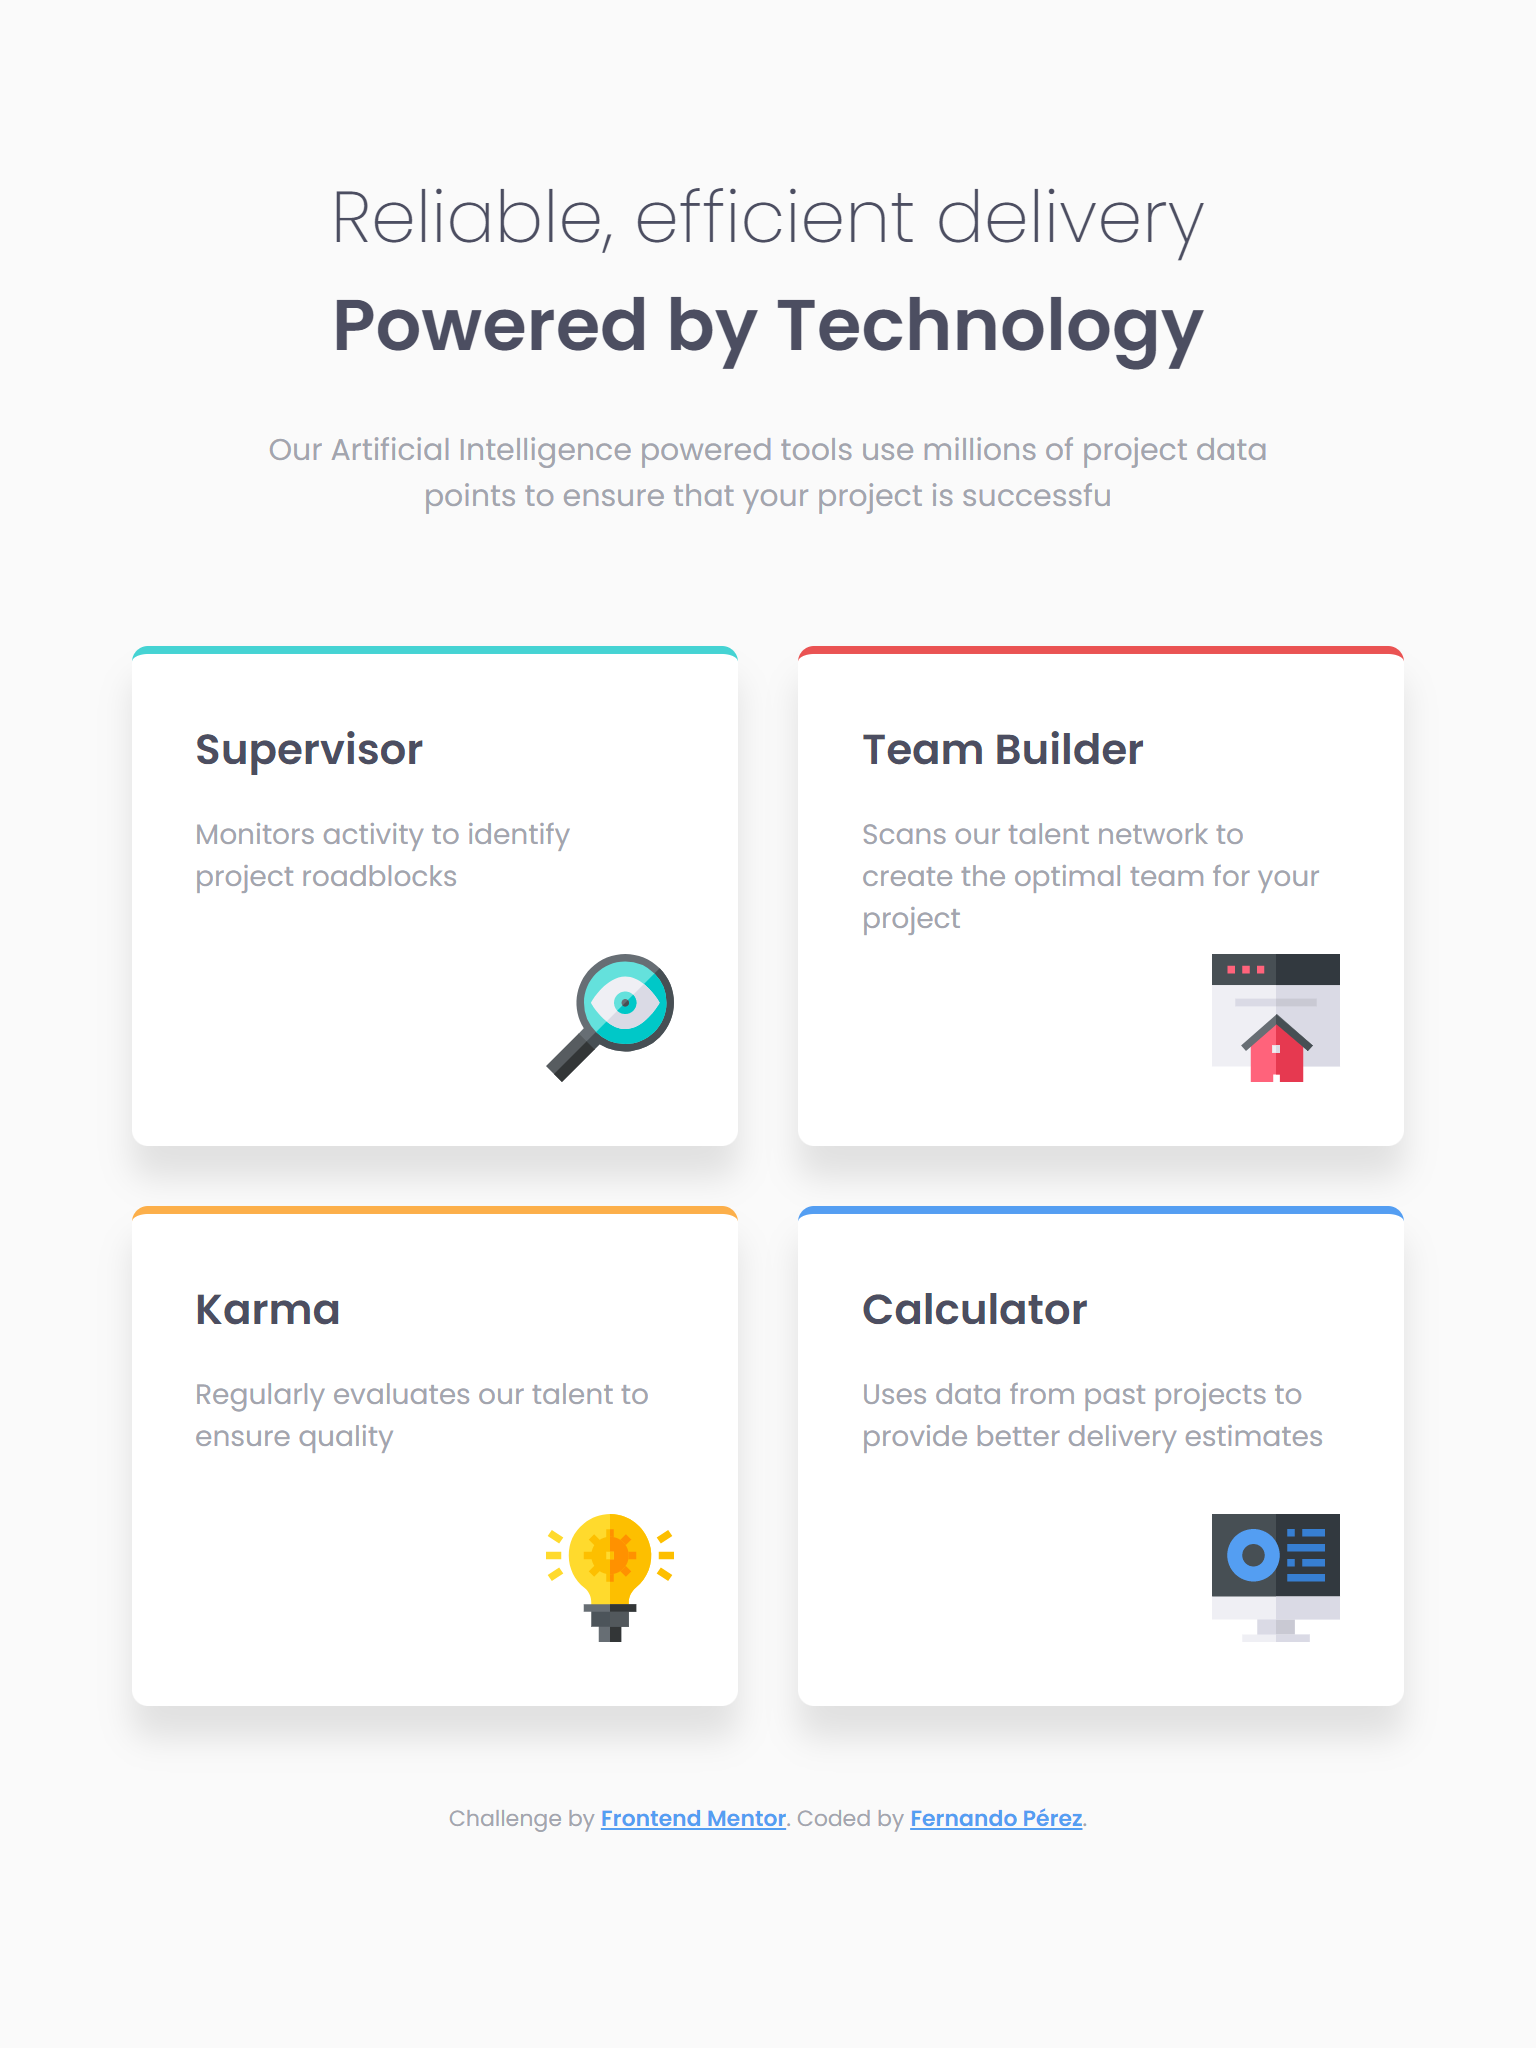 Reliable, efficient delivery
Powered by Technology
Our Artificial Intelligence powered tools use millions of project data
points to ensure that your project is successfu
Supervisor
Monitors activity to identify
project roadblocks
Team Builder
Scans our talent network to
create the optimal team for your
project
Karma
Regularly evaluates our talent to
ensure quality
Calculator
Uses data from past projects to
provide better delivery estimates
Challenge by Frontend Mentor. Coded by Fernando Pérez.